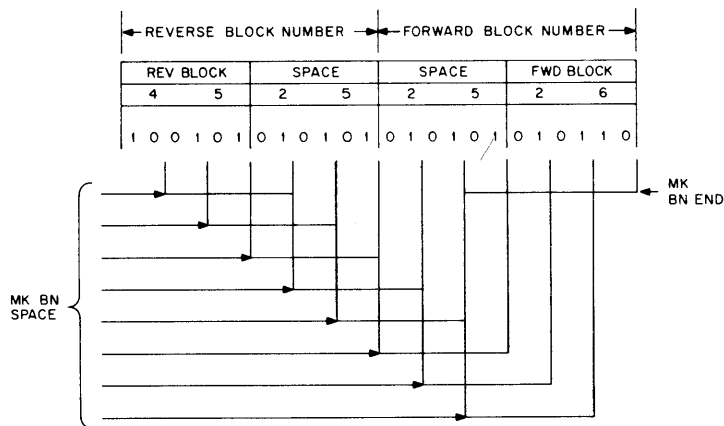 REVERSE BLOCK NUMBER FORWARD BLOCK NUMBER
REV BLOCK SPACE SPACE FWD BLOCK
4 5 2 5 2 5 2 6
1 0 0 1 0 1 0 1 0 1 0 1 0 1 0 1 0 1 0 1 0 1 1 0
MK
BN END
MK BN
SPACE